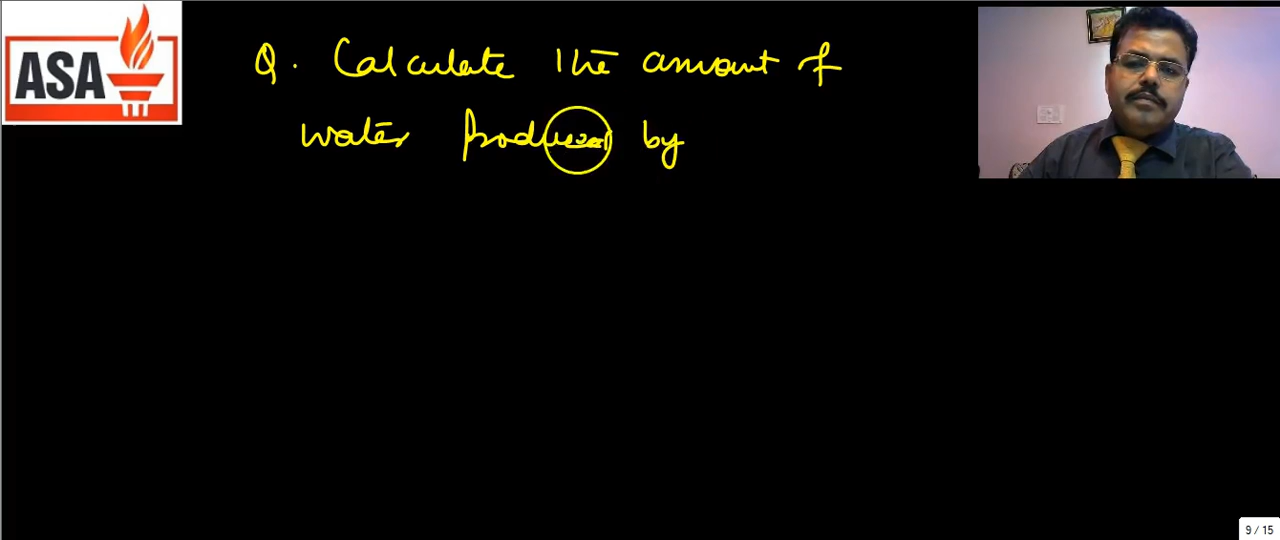 ASA
Q. Calculate the amount of
water produced by
9 / 15